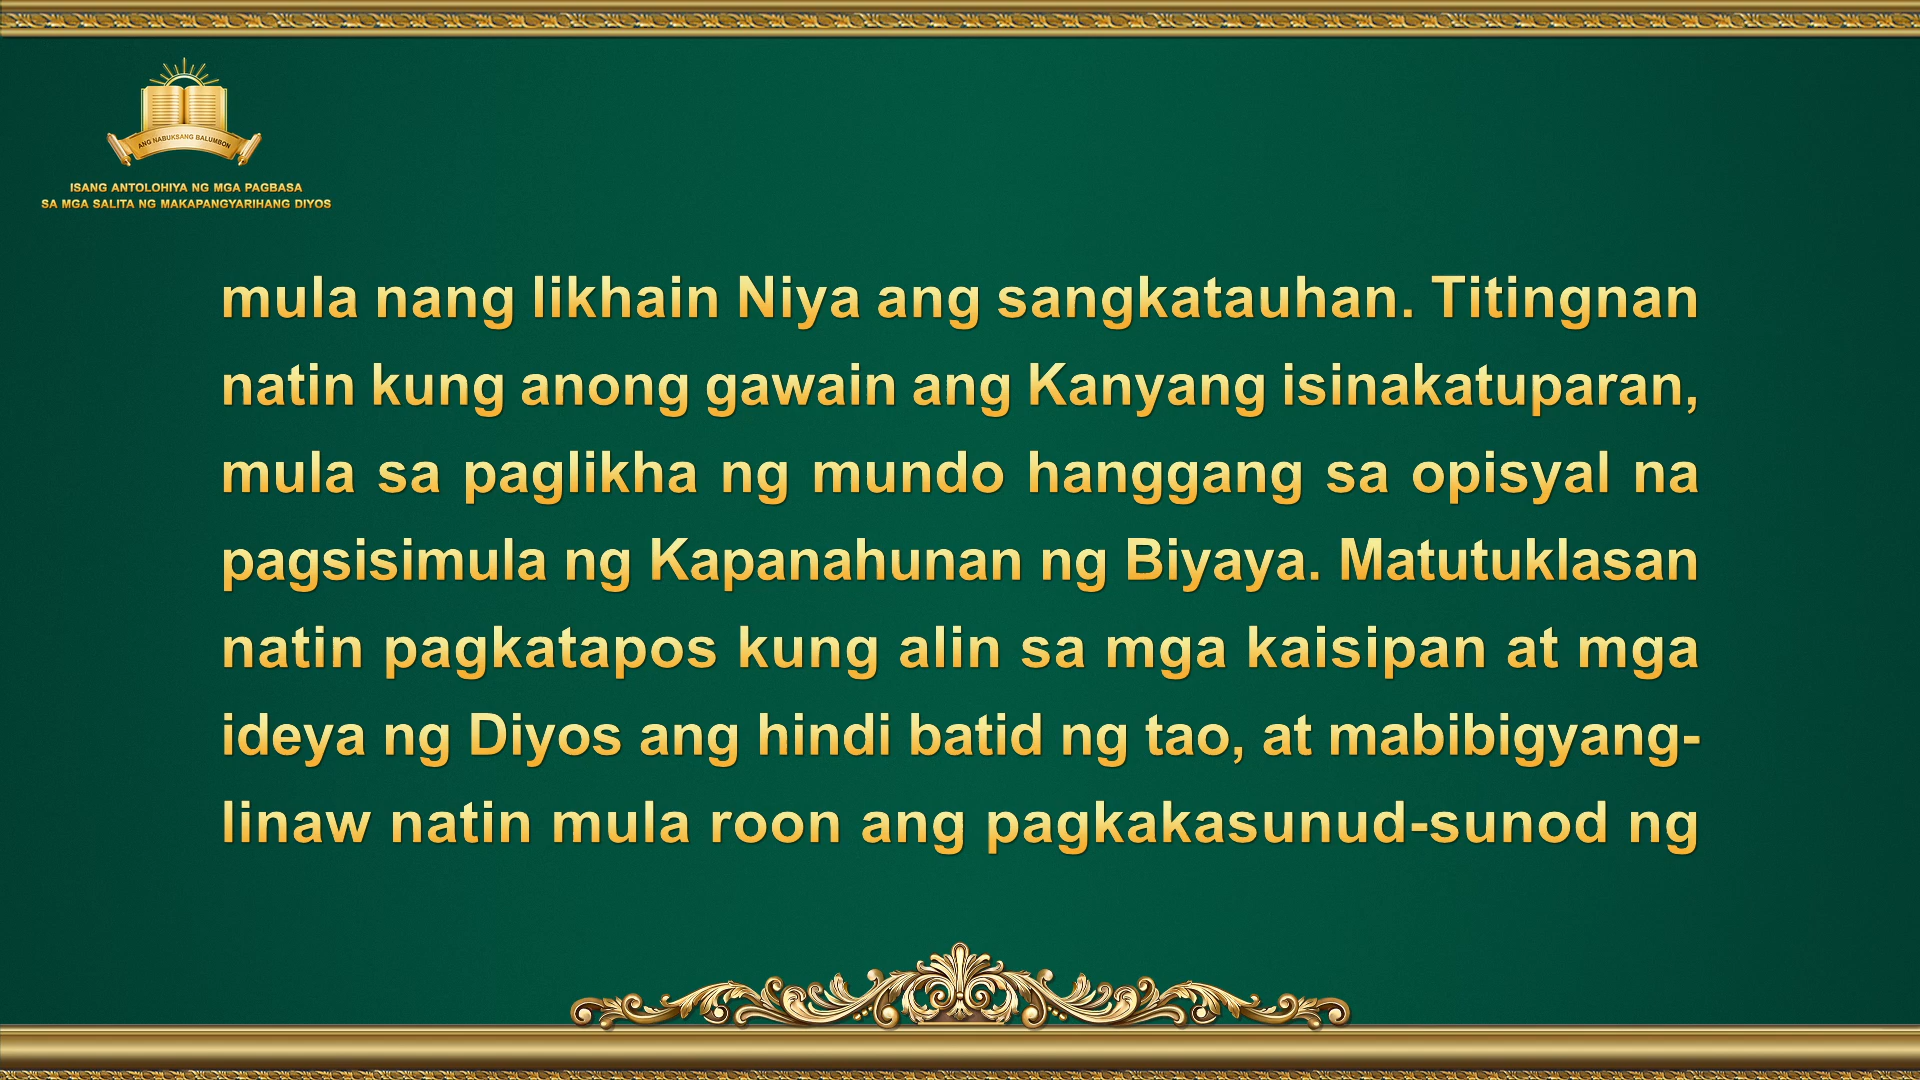 ANG NABUKSANG BALUMBON
ISANG ANTOLOHIYA NG MGA PAGBASA
SA MGA SALITA NG MAKAPANGYARIHANG DIYOS
mula nang likhain Niya ang sangkatauhan. Titingnan
natin kung anong gawain ang Kanyang isinakatuparan,
mula sa paglikha ng mundo hanggang sa opisyal na
pagsisimula ng Kapanahunan ng Biyaya. Matutuklasan
natin pagkatapos kung alin sa mga kaisipan at mga
ideya ng Diyos ang hindi batid ng tao, at mabibigyang-
linaw natin mula roon ang pagkakasunud-sunod ng